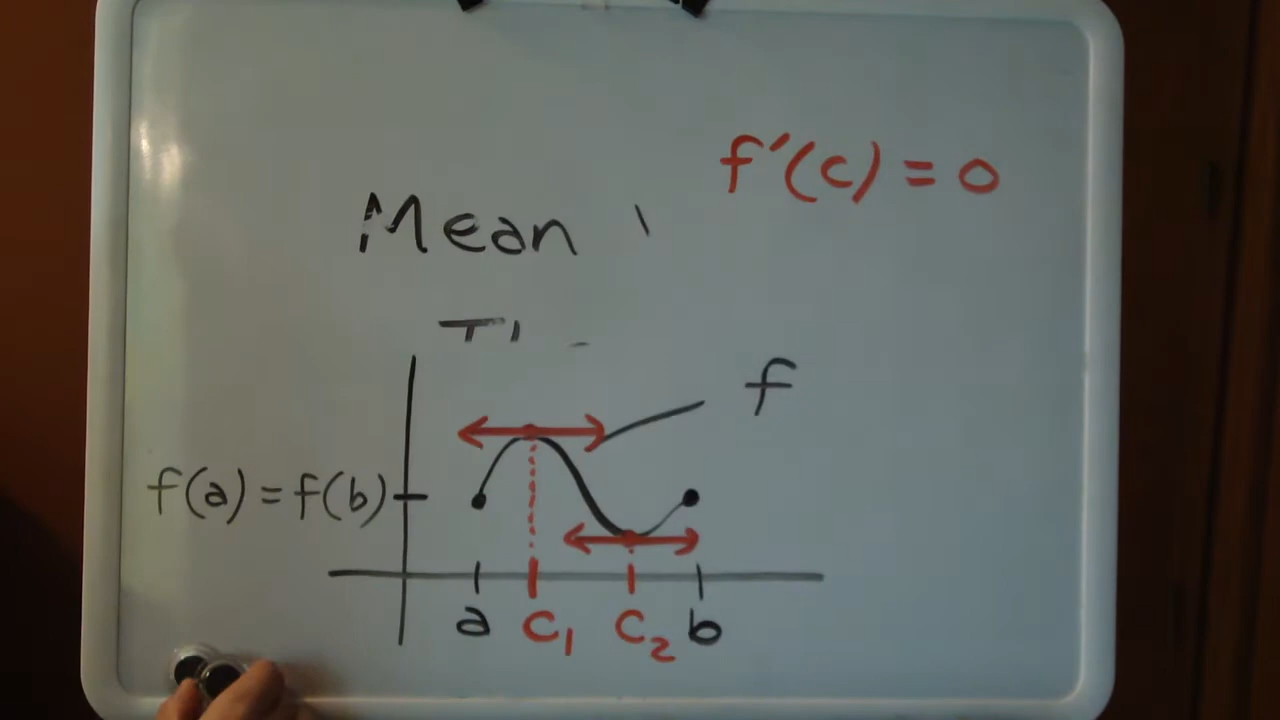 f′(c) = 0
Mean
f
f(a) = f(b)
a c₁ c₂ b